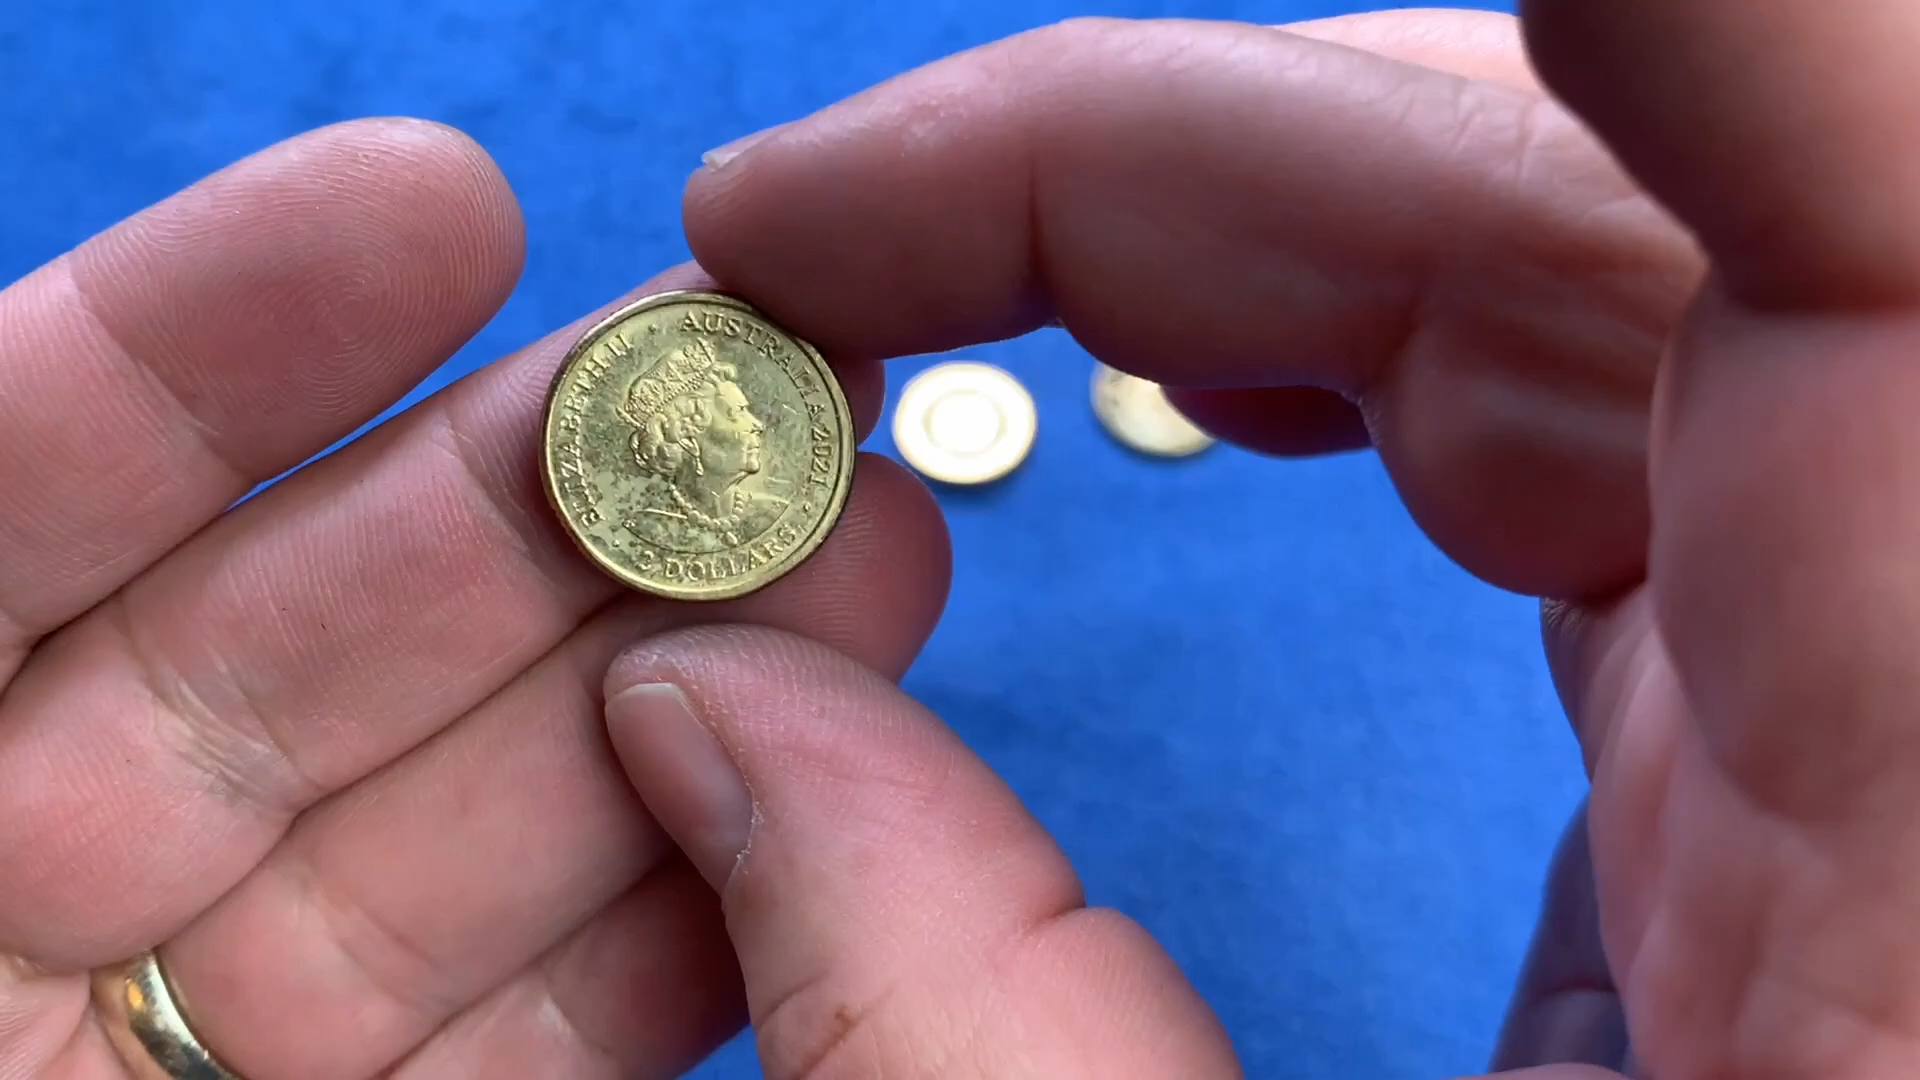 ELIZABETH II · AUSTRALIA 2021 ·
· 2 DOLLARS